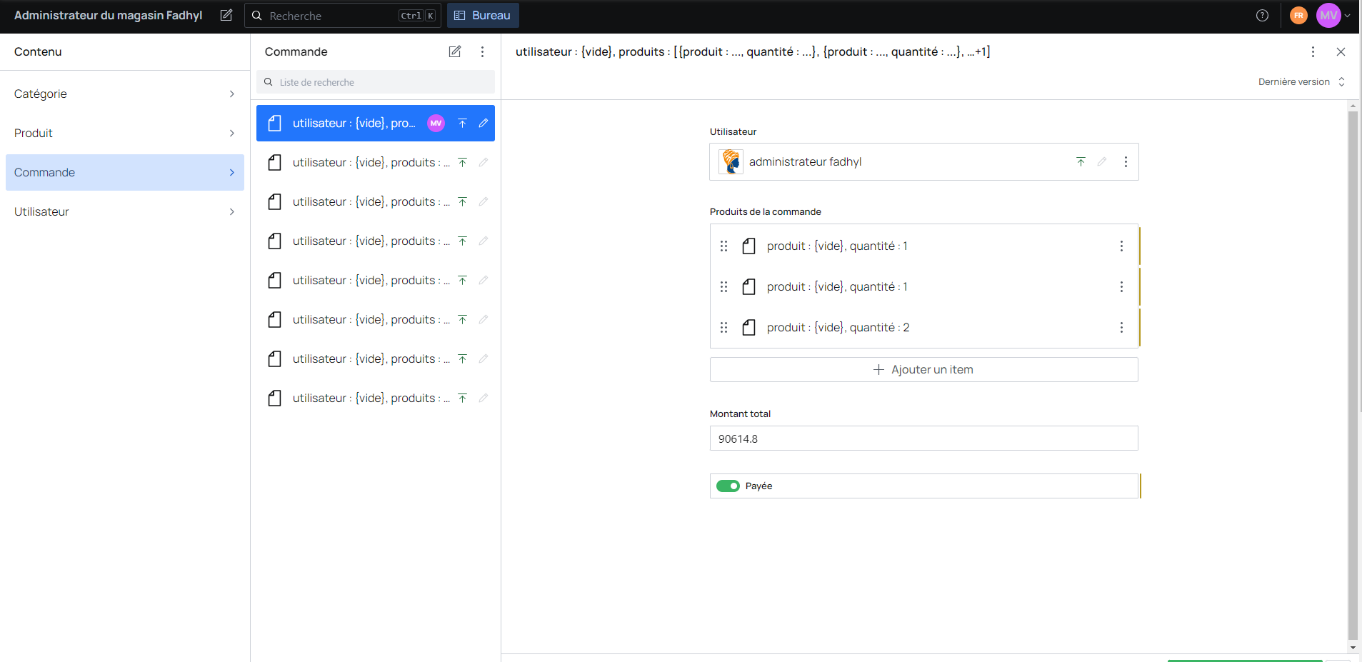 Administrateur du magasin Fadhyl
Recherche
Ctrl K
Bureau
FR
MV
Contenu
Catégorie
Produit
Commande
Utilisateur
Commande
Liste de recherche
utilisateur : {vide}, pro... MV
utilisateur : {vide}, produits : ...
utilisateur : {vide}, produits : ...
utilisateur : {vide}, produits : ...
utilisateur : {vide}, produits : ...
utilisateur : {vide}, produits : ...
utilisateur : {vide}, produits : ...
utilisateur : {vide}, produits : ...
utilisateur : {vide}, produits : [{produit : ..., quantité : ...}, {produit : ..., quantité : ...}, ...+1]
Dernière version
Utilisateur
administrateur fadhyl
Produits de la commande
produit : {vide}, quantité : 1
produit : {vide}, quantité : 1
produit : {vide}, quantité : 2
Ajouter un item
Montant total
90614.8
Payée